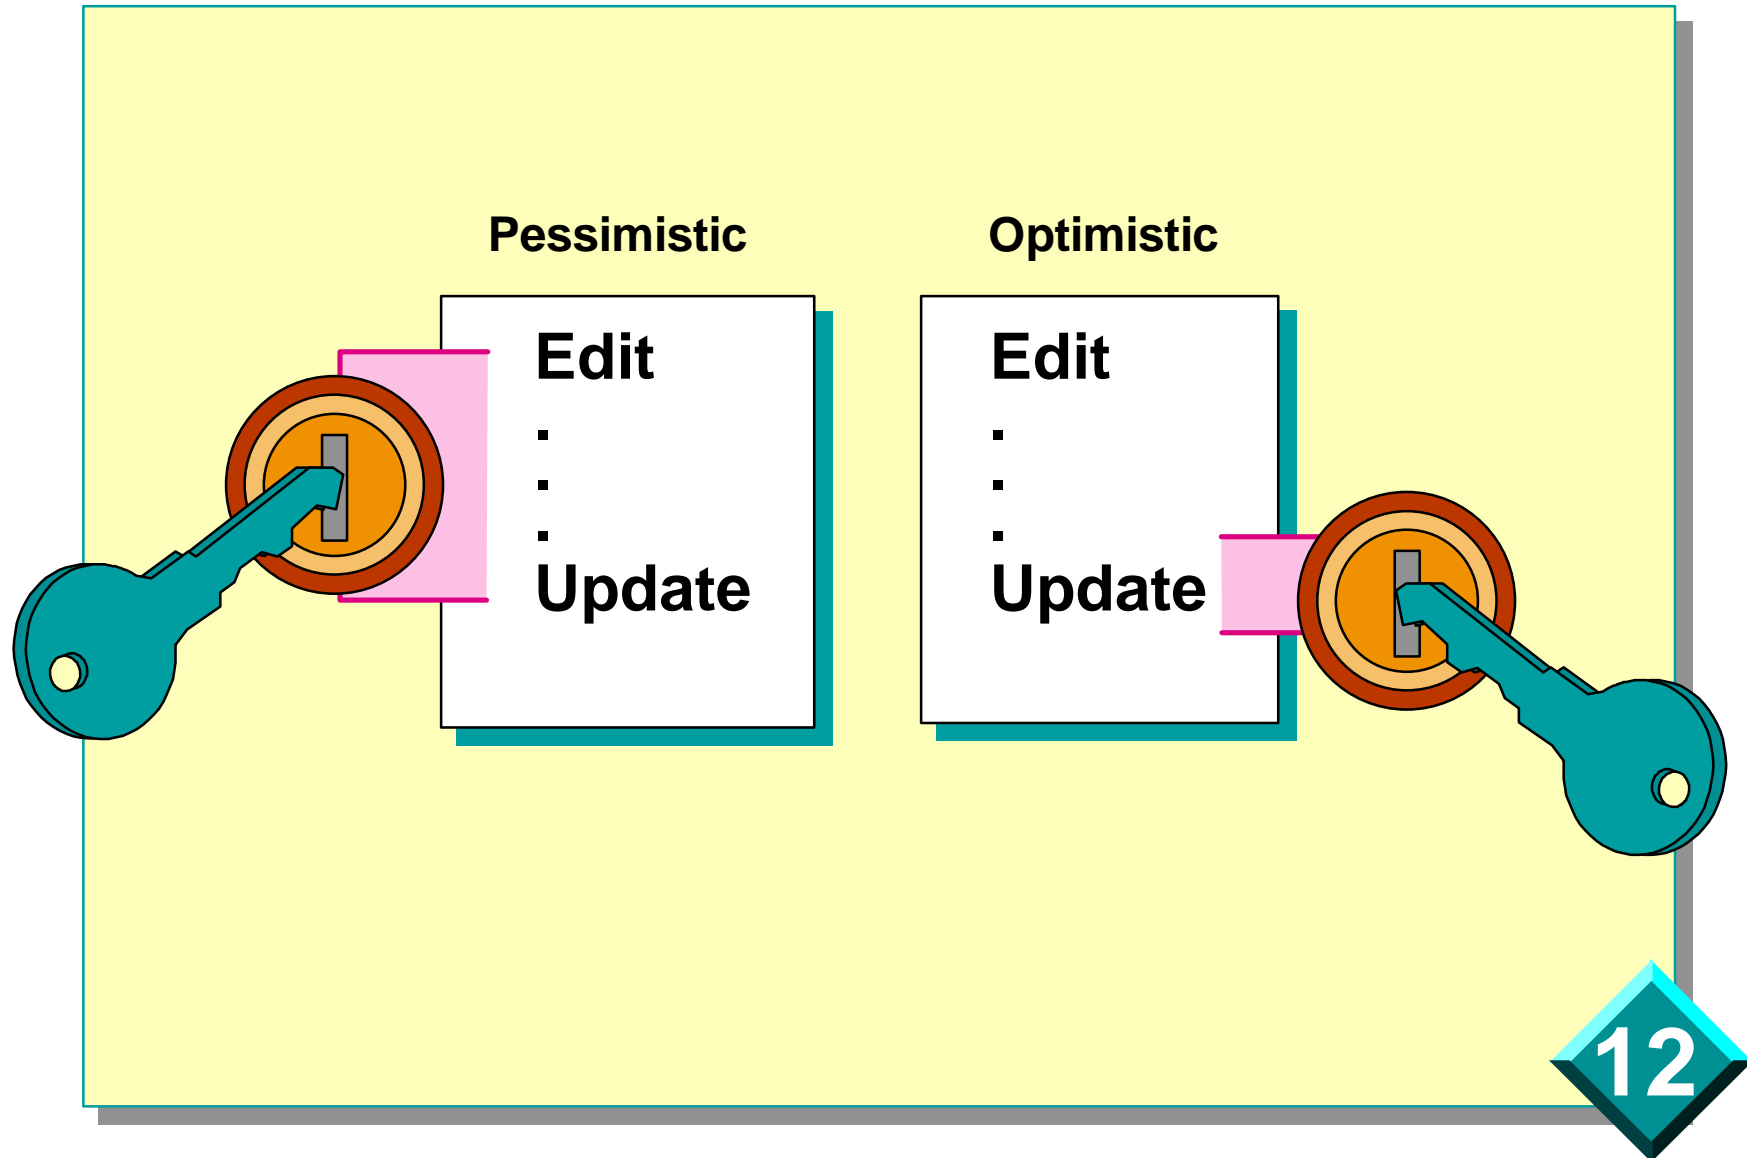 Pessimistic
Edit
.
.
.
Update
Optimistic
Edit
.
.
.
Update
12